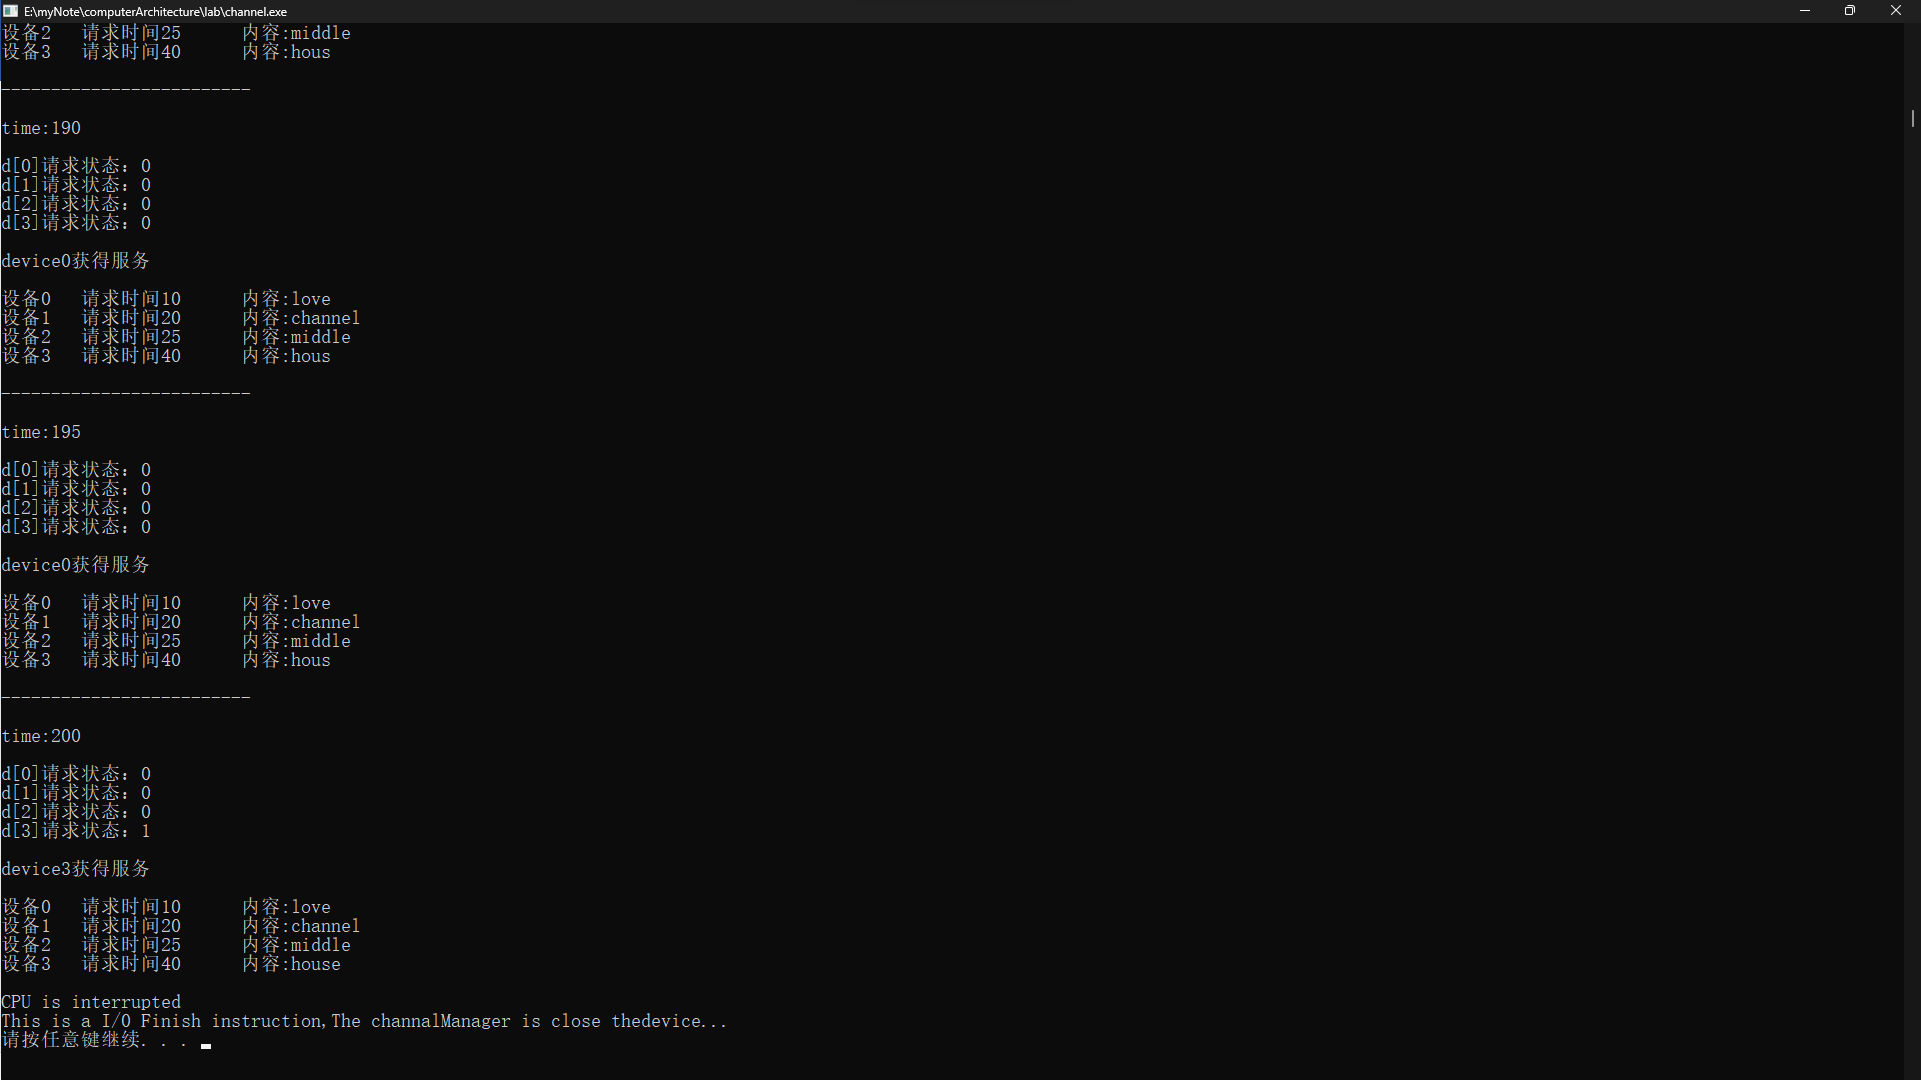 E:\myNote\computerArchitecture\lab\channel.exe
设备2 请求时间25 内容:middle
设备3 请求时间40 内容:hous
-------------------------
time:190
d[0]请求状态：0
d[1]请求状态：0
d[2]请求状态：0
d[3]请求状态：0
device0获得服务
设备0 请求时间10 内容:love
设备1 请求时间20 内容:channel
设备2 请求时间25 内容:middle
设备3 请求时间40 内容:hous
-------------------------
time:195
d[0]请求状态：0
d[1]请求状态：0
d[2]请求状态：0
d[3]请求状态：0
device0获得服务
设备0 请求时间10 内容:love
设备1 请求时间20 内容:channel
设备2 请求时间25 内容:middle
设备3 请求时间40 内容:hous
-------------------------
time:200
d[0]请求状态：0
d[1]请求状态：0
d[2]请求状态：0
d[3]请求状态：1
device3获得服务
设备0 请求时间10 内容:love
设备1 请求时间20 内容:channel
设备2 请求时间25 内容:middle
设备3 请求时间40 内容:house
CPU is interrupted
This is a I/O Finish instruction,The channalManager is close thedevice...
请按任意键继续. . .